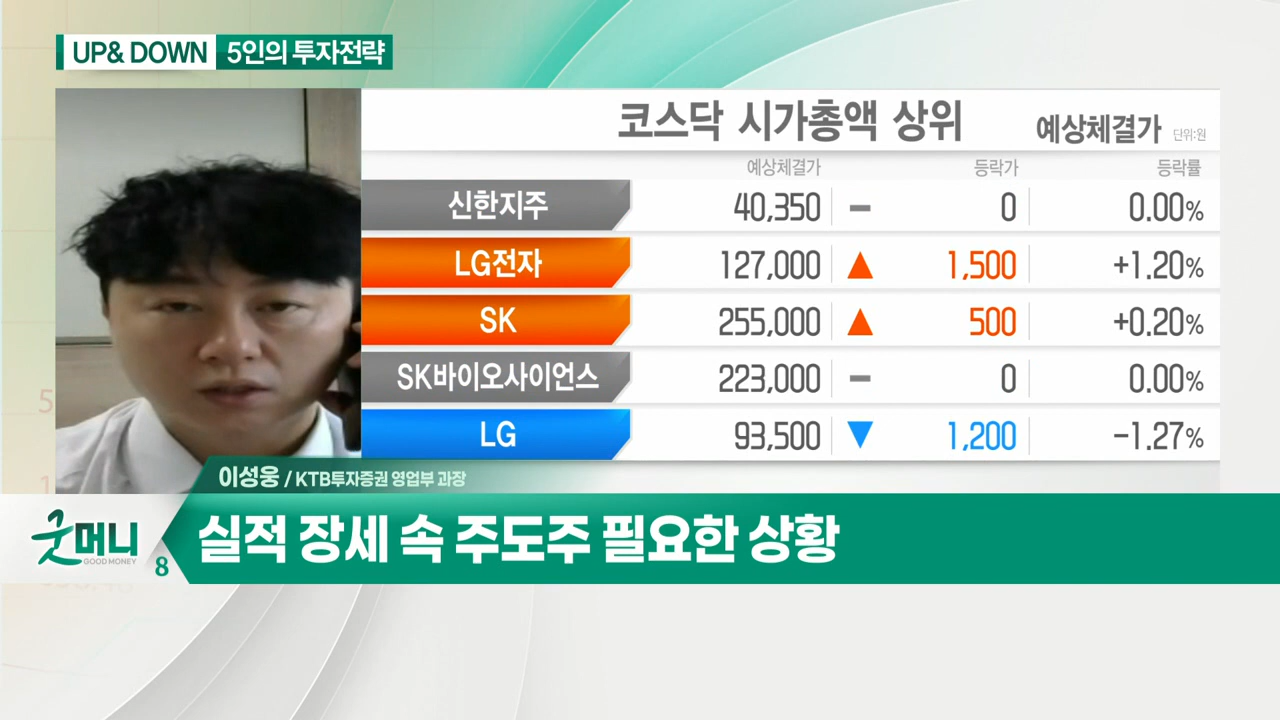 UP& DOWN 5인의 투자전략
코스닥 시가총액 상위 예상체결가 단위:원
예상체결가 등락가 등락률
신한지주 40,350 0 0.00%
LG전자 127,000 ▲ 1,500 +1.20%
SK 255,000 ▲ 500 +0.20%
SK바이오사이언스 223,000 0 0.00%
LG 93,500 ▼ 1,200 -1.27%
이성웅 / KTB투자증권 영업부 과장
굿머니 GOOD MONEY 8
실적 장세 속 주도주 필요한 상황